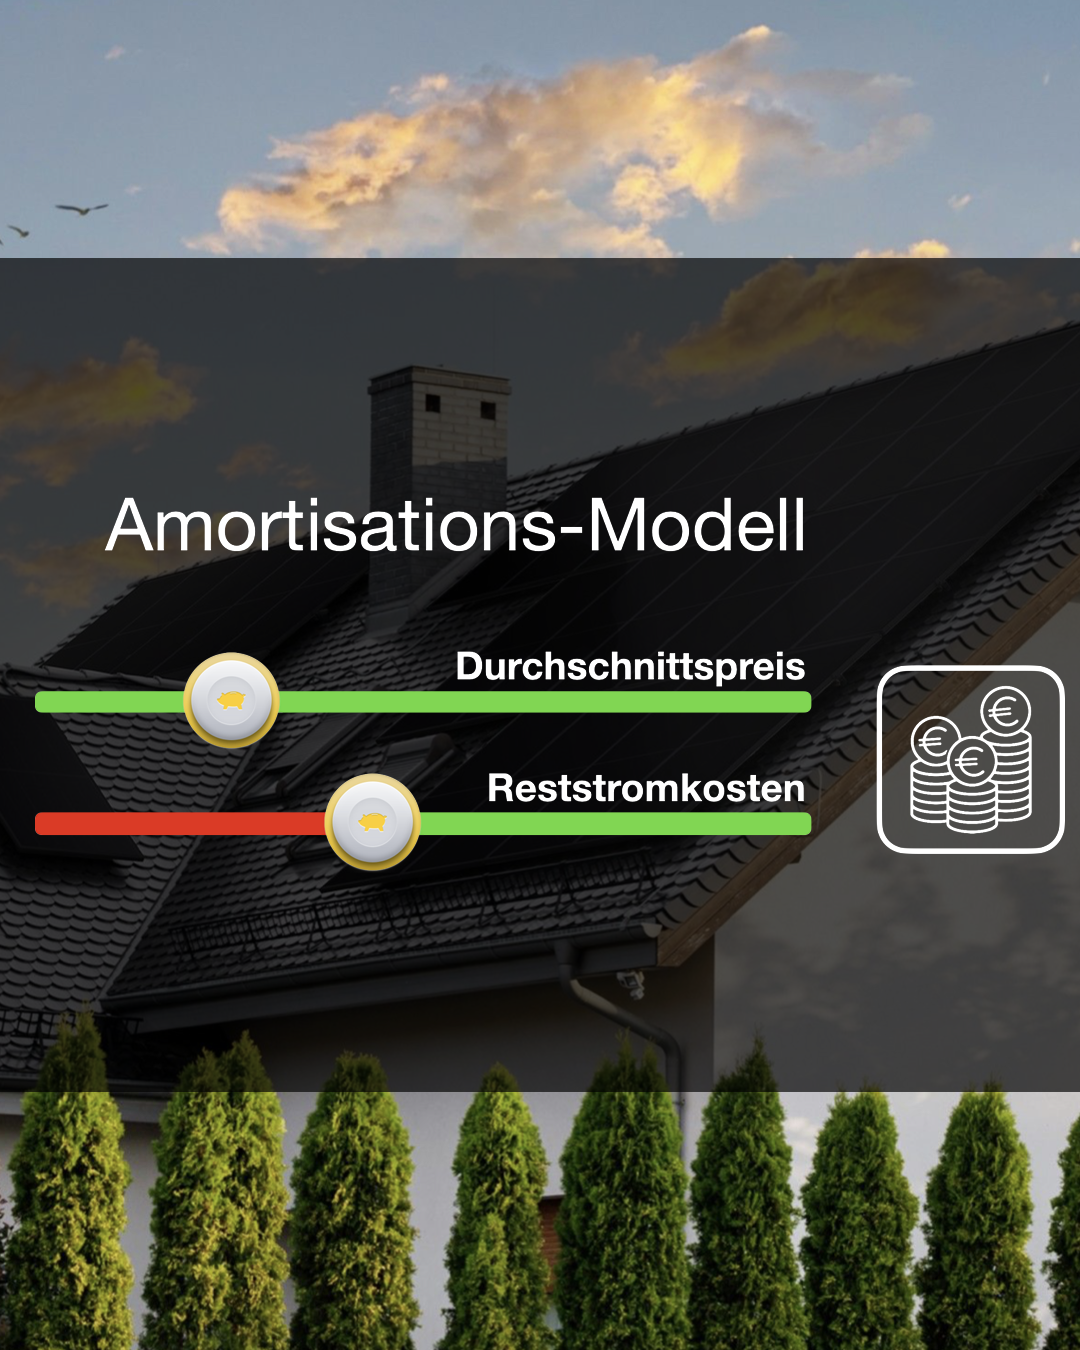 Amortisations-Modell
Durchschnittspreis
Reststromkosten
€
€
€